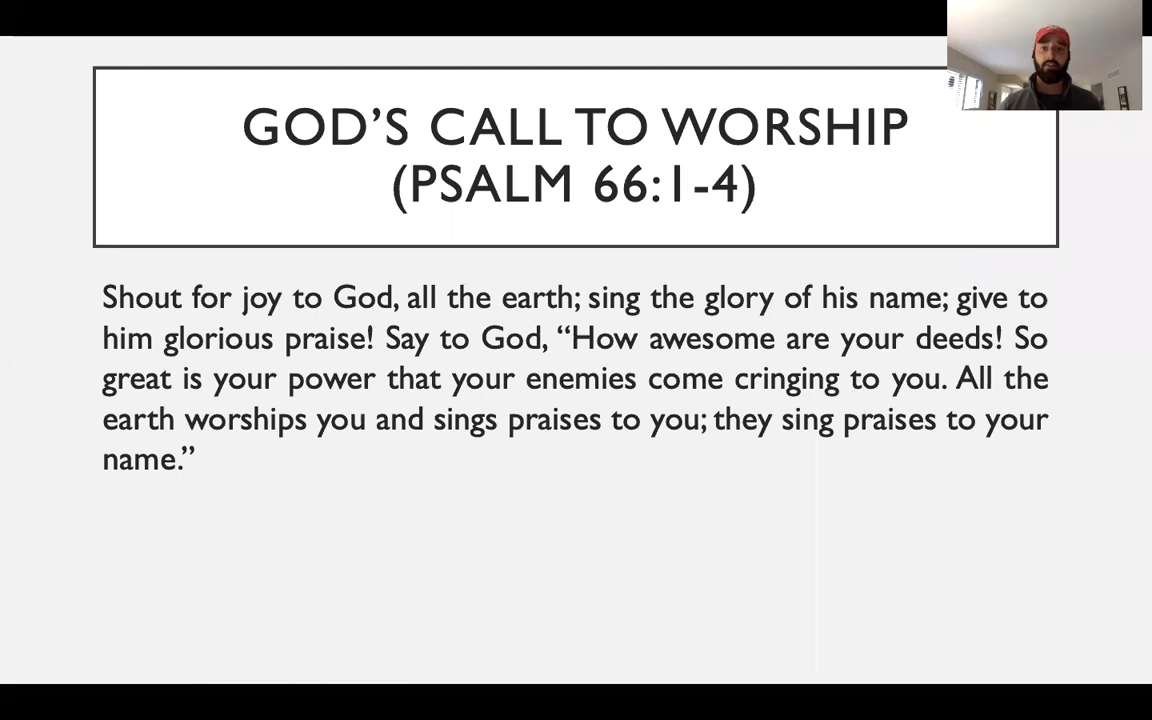 GOD’S CALL TO WORSHIP
(PSALM 66:1-4)
Shout for joy to God, all the earth; sing the glory of his name; give to
him glorious praise! Say to God, “How awesome are your deeds! So
great is your power that your enemies come cringing to you. All the
earth worships you and sings praises to you; they sing praises to your
name.”